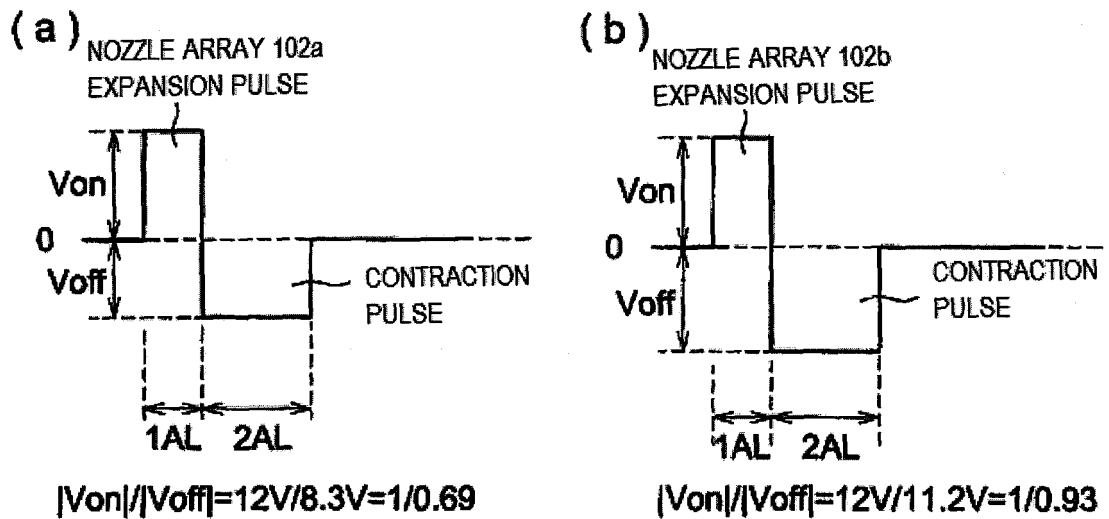 (a)
NOZZLE ARRAY 102a
EXPANSION PULSE
Von
0
Voff
CONTRACTION
PULSE
1AL 2AL
|Von|/|Voff|=12V/8.3V=1/0.69
(b)
NOZZLE ARRAY 102b
EXPANSION PULSE
Von
0
Voff
CONTRACTION
PULSE
1AL 2AL
|Von|/|Voff|=12V/11.2V=1/0.93